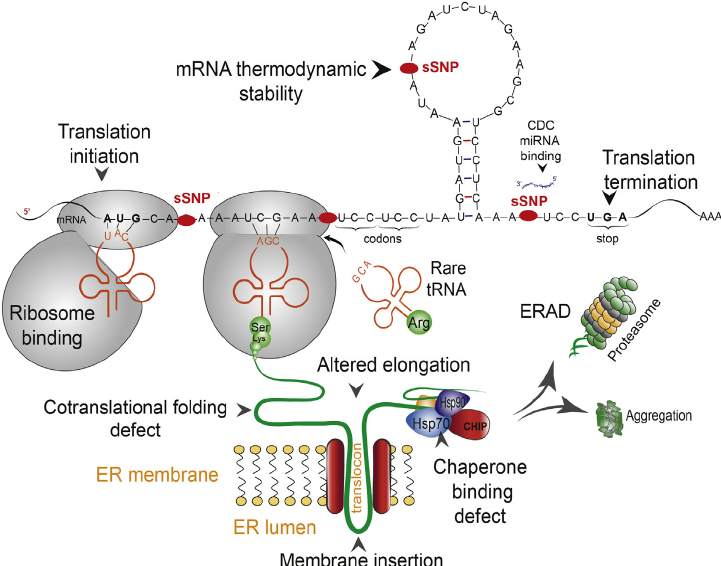 mRNA thermodynamic
stability
sSNP
A G A U C U A G A A G C G
A U A A
Translation
initiation
CDC
miRNA
binding
3' 5'
Translation
termination
sSNP
sSNP
5'
mRNA
A U G C A A A A U C G A A U C C U C C U A U A A A U C C U G A
AAA
U A C
A G C
codons
stop
Ribosome
binding
G C A
Rare
tRNA
Arg
Ser
Lys
ERAD
Proteasome
Altered elongation
Cotranslational folding
defect
Hsp90
Hsp70
CHIP
Aggregation
Chaperone
binding
defect
ER membrane
translocon
ER lumen
Membrane insertion